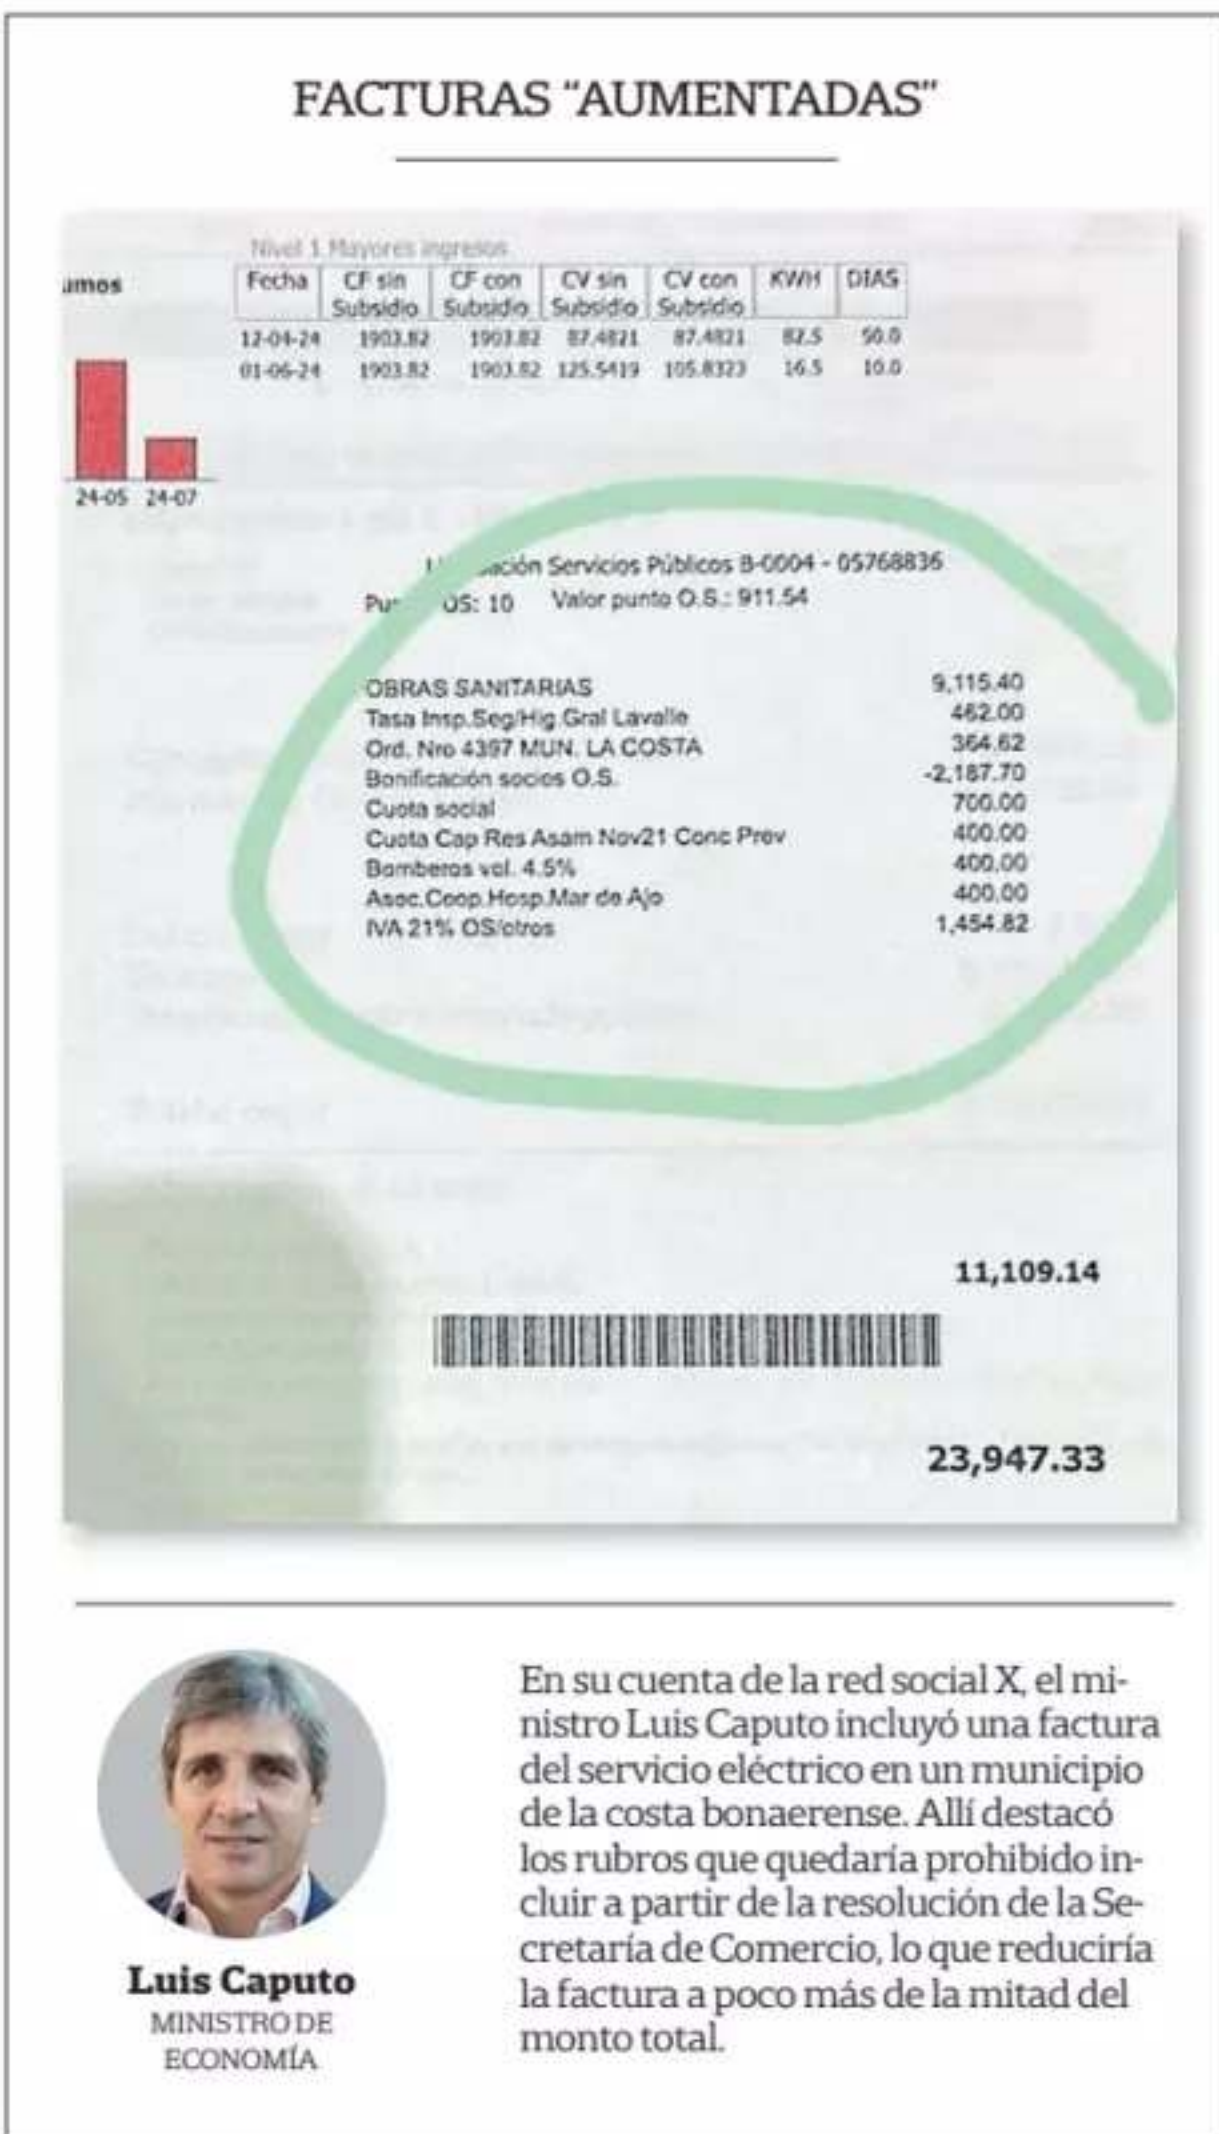 FACTURAS “AUMENTADAS”
Nivel 1 Mayores ingresos
umos
Fecha CF sin Subsidio CF con Subsidio CV sin Subsidio CV con Subsidio KWH DIAS
12-04-24 1903.82 1903.82 87.4821 87.4821 82.5 50.0
01-06-24 1903.82 1903.82 125.5419 105.8323 16.5 10.0
24-05 24-07
ación Servicios Públicos B-0004 - 05768836
OS: 10 Valor punto O.S.: 911.54
OBRAS SANITARIAS 9,115.40
Tasa Insp.Seg/Hig.Gral Lavalle 462.00
Ord. Nro 4397 MUN. LA COSTA 364.62
Bonificación socios O.S. -2,187.70
Cuota social 700.00
Cuota Cap Res Asam Nov21 Conc Prev 400.00
Bomberos vol. 4.5% 400.00
Asoc.Coop.Hosp.Mar de Ajo 400.00
IVA 21% OS/otros 1,454.82
11,109.14
23,947.33
Luis Caputo
MINISTRO DE
ECONOMÍA
En su cuenta de la red social X, el mi-
nistro Luis Caputo incluyó una factura
del servicio eléctrico en un municipio
de la costa bonaerense. Allí destacó
los rubros que quedaría prohibido in-
cluir a partir de la resolución de la Se-
cretaría de Comercio, lo que reduciría
la factura a poco más de la mitad del
monto total.